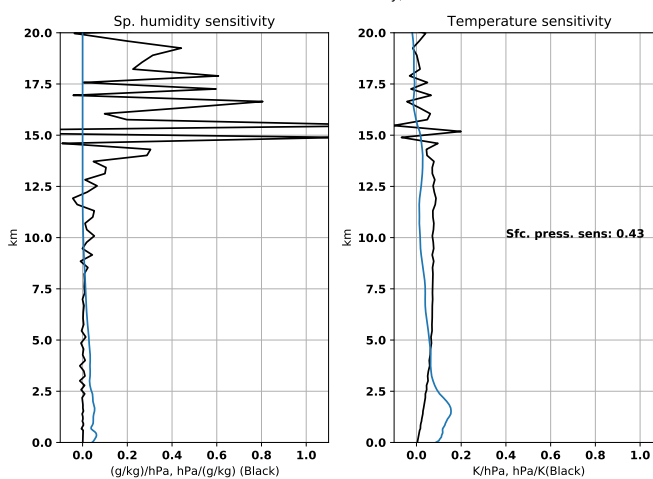 Sp. humidity sensitivity
Temperature sensitivity
20.0
17.5
15.0
12.5
10.0
7.5
5.0
2.5
0.0
km
0.0 0.2 0.4 0.6 0.8 1.0
(g/kg)/hPa, hPa/(g/kg) (Black)
20.0
17.5
15.0
12.5
10.0
7.5
5.0
2.5
0.0
km
Sfc. press. sens: 0.43
0.0 0.2 0.4 0.6 0.8 1.0
K/hPa, hPa/K(Black)